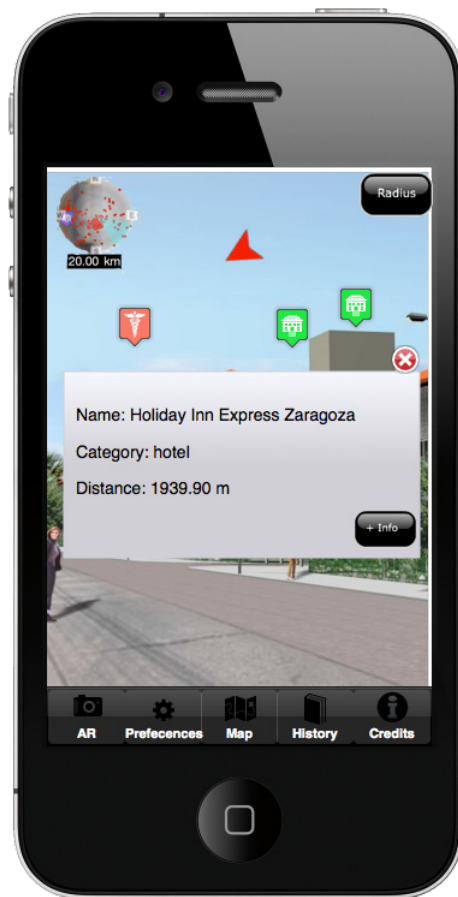 Radius
20.00 km
Name: Holiday Inn Express Zaragoza
Category: hotel
Distance: 1939.90 m
+ Info
AR
Prefecences
Map
History
Credits